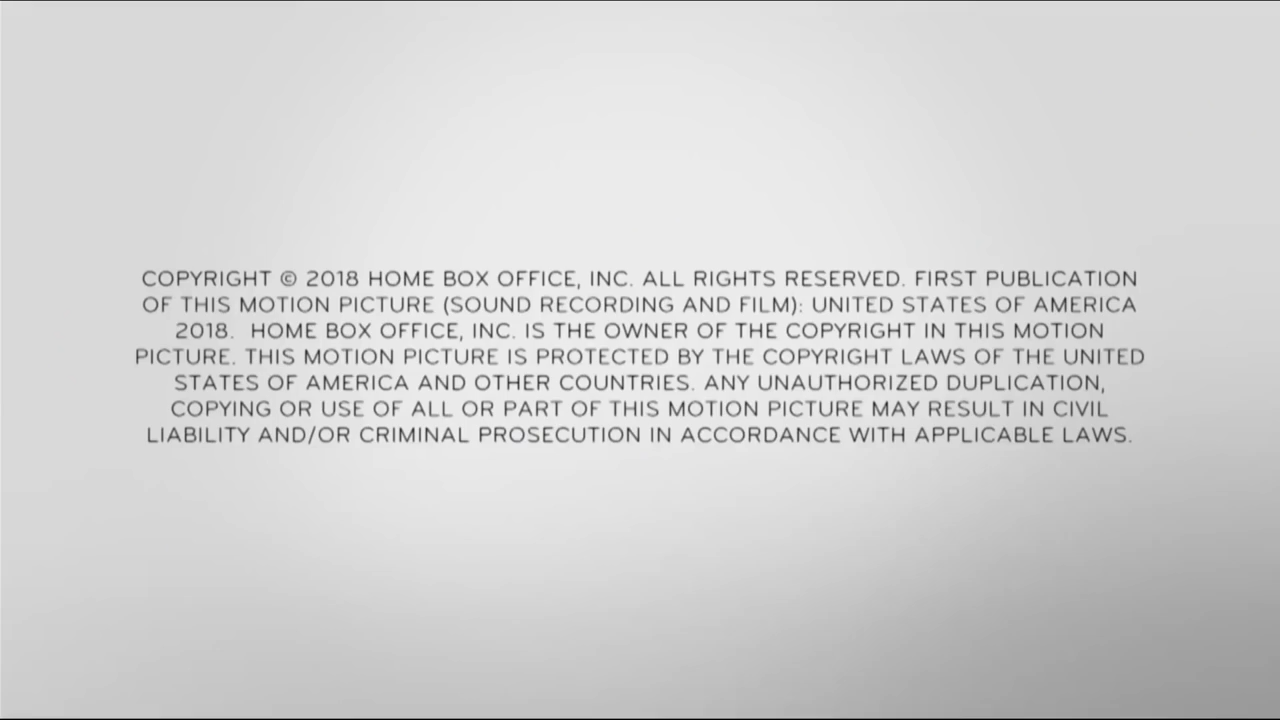 COPYRIGHT © 2018 HOME BOX OFFICE, INC. ALL RIGHTS RESERVED. FIRST PUBLICATION
OF THIS MOTION PICTURE (SOUND RECORDING AND FILM): UNITED STATES OF AMERICA
2018.  HOME BOX OFFICE, INC. IS THE OWNER OF THE COPYRIGHT IN THIS MOTION
PICTURE. THIS MOTION PICTURE IS PROTECTED BY THE COPYRIGHT LAWS OF THE UNITED
STATES OF AMERICA AND OTHER COUNTRIES. ANY UNAUTHORIZED DUPLICATION,
COPYING OR USE OF ALL OR PART OF THIS MOTION PICTURE MAY RESULT IN CIVIL
LIABILITY AND/OR CRIMINAL PROSECUTION IN ACCORDANCE WITH APPLICABLE LAWS.